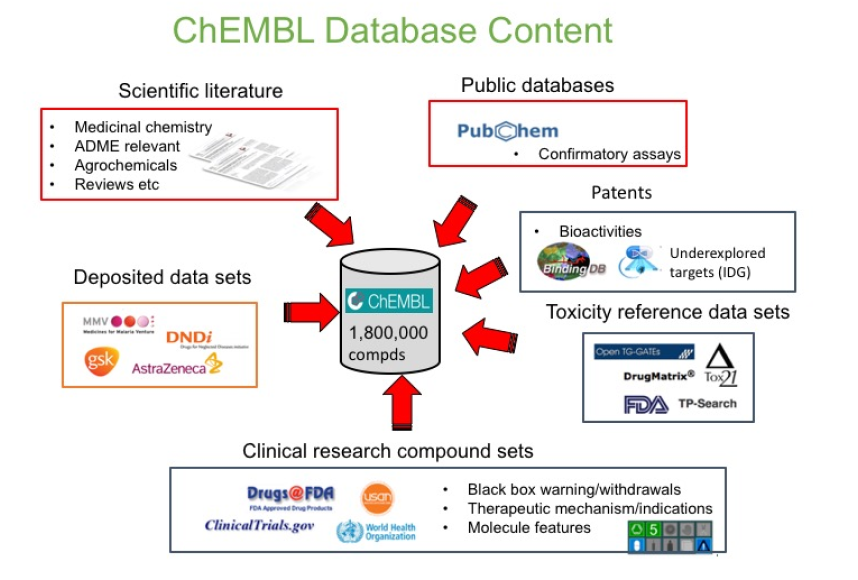 ChEMBL Database Content
Scientific literature
• Medicinal chemistry
• ADME relevant
• Agrochemicals
• Reviews etc
Public databases
PubChem
• Confirmatory assays
Patents
• Bioactivities
BindingDB
Underexplored
targets (IDG)
Deposited data sets
MMV
Medicines for Malaria Venture
DNDi
Drugs for Neglected Diseases initiative
gsk
AstraZeneca
ChEMBL
1,800,000
compds
Toxicity reference data sets
Open TG-GATEs
DrugMatrix®
Tox21
FDA
TP-Search
Clinical research compound sets
Drugs@FDA
FDA Approved Drug Products
usan
ClinicalTrials.gov
World Health
Organization
• Black box warning/withdrawals
• Therapeutic mechanism/indications
• Molecule features
5